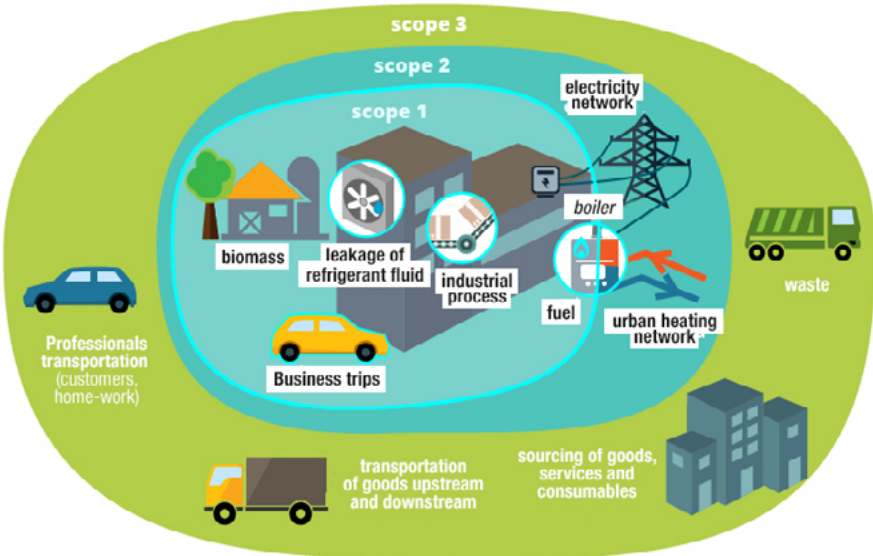 scope 3
scope 2
scope 1
electricity
network
boiler
biomass
leakage of
refrigerant fluid
industrial
process
fuel
urban heating
network
waste
Professionals
transportation
(customers,
home-work)
Business trips
transportation
of goods upstream
and downstream
sourcing of goods,
services and
consumables